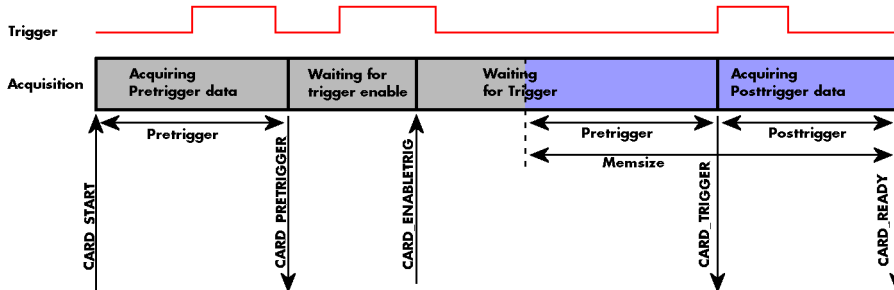 Trigger
Acquisition
Acquiring
Pretrigger data
Waiting for
trigger enable
Waiting
for Trigger
Acquiring
Posttrigger data
Pretrigger
Pretrigger
Posttrigger
Memsize
CARD_START
CARD_PRETRIGGER
CARD_ENABLETRIG
CARD_TRIGGER
CARD_READY